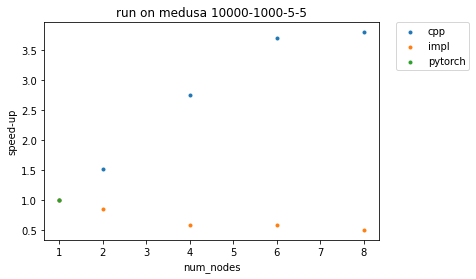 run on medusa 10000-1000-5-5
cpp
impl
pytorch
speed-up
3.5
3.0
2.5
2.0
1.5
1.0
0.5
1 2 3 4 5 6 7 8
num_nodes